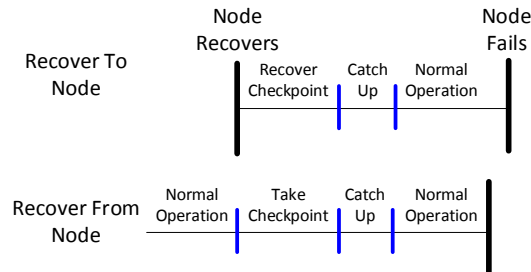 Node
Recovers
Node
Fails
Recover To
Node
Recover
Checkpoint
Catch
Up
Normal
Operation
Recover From
Node
Normal
Operation
Take
Checkpoint
Catch
Up
Normal
Operation